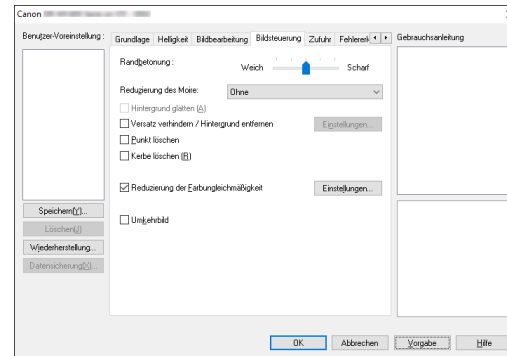 Canon
Benutzer-Voreinstellung :
Grundlage Helligkeit Bildbearbeitung Bildsteuerung Zufuhr Gebrauchsanleitung
Randbetonung :
Weich Scharf
Reduzierung des Moire: Ohne
Hintergrund glätten (A)
Versatz verhindern / Hintergrund entfernen Einstellungen...
Punkt löschen
Kerbe löschen (R)
Reduzierung der Farbungleichmäßigkeit Einstellungen...
Umkehrbild
Speichern(Y)...
Löschen(J)
Wiederherstellung...
Datensicherung(X)...
OK Abbrechen Vorgabe Hilfe